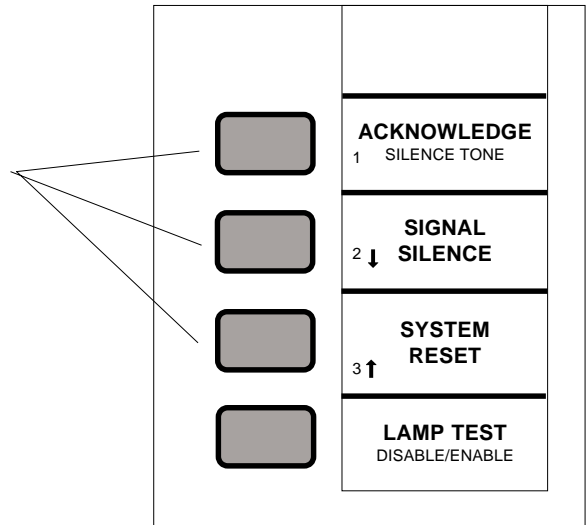 ACKNOWLEDGE
1 SILENCE TONE
SIGNAL
2 ↓ SILENCE
SYSTEM
RESET
3 ↑
LAMP TEST
DISABLE/ENABLE